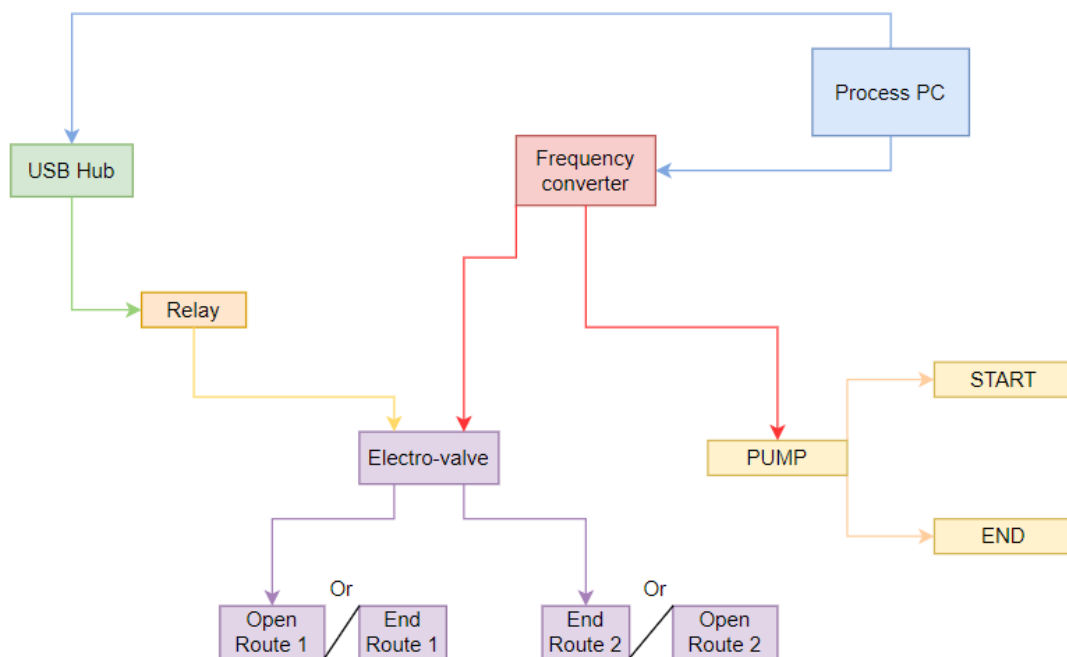 Process PC
USB Hub
Frequency
converter
Relay
START
Electro-valve
PUMP
END
Or
Or
Open
Route 1
End
Route 1
End
Route 2
Open
Route 2